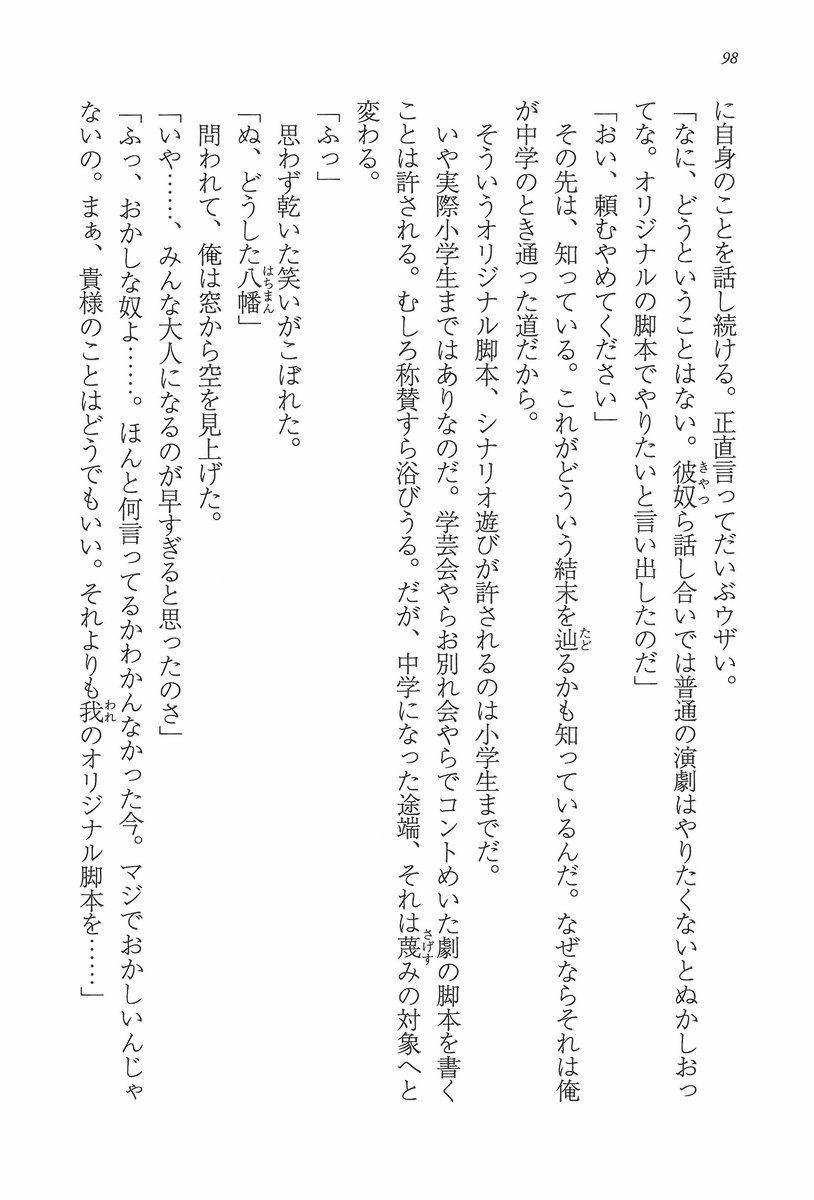 98
に自身のことを話し続ける。正直言ってだいぶウザい。
「なに、どうということはない。彼奴ら話し合いでは普通の演劇はやりたくないとぬかしおっ
てな。オリジナルの脚本でやりたいと言い出したのだ」
「おい、頼むやめてください」
その先は、知っている。これがどういう結末を辿るかも知っているんだ。なぜならそれは俺
が中学のとき通った道だから。
そういうオリジナル脚本、シナリオ遊びが許されるのは小学生までだ。
いや実際小学生まではありなのだ。学芸会やらお別れ会やらでコントめいた劇の脚本を書く
ことは許される。むしろ称賛すら浴びうる。だが、中学になった途端、それは蔑みの対象へと
変わる。
「ふっ」
思わず乾いた笑いがこぼれた。
「ぬ、どうした八幡」
問われて、俺は窓から空を見上げた。
「いや……、みんな大人になるのが早すぎると思ったのさ」
「ふっ、おかしな奴よ……。ほんと何言ってるかわかんなかった今。マジでおかしいんじゃ
ないの。まぁ、貴様のことはどうでもいい。それよりも我のオリジナル脚本を……」
きやつ
たど
さげす
はちまん
われ